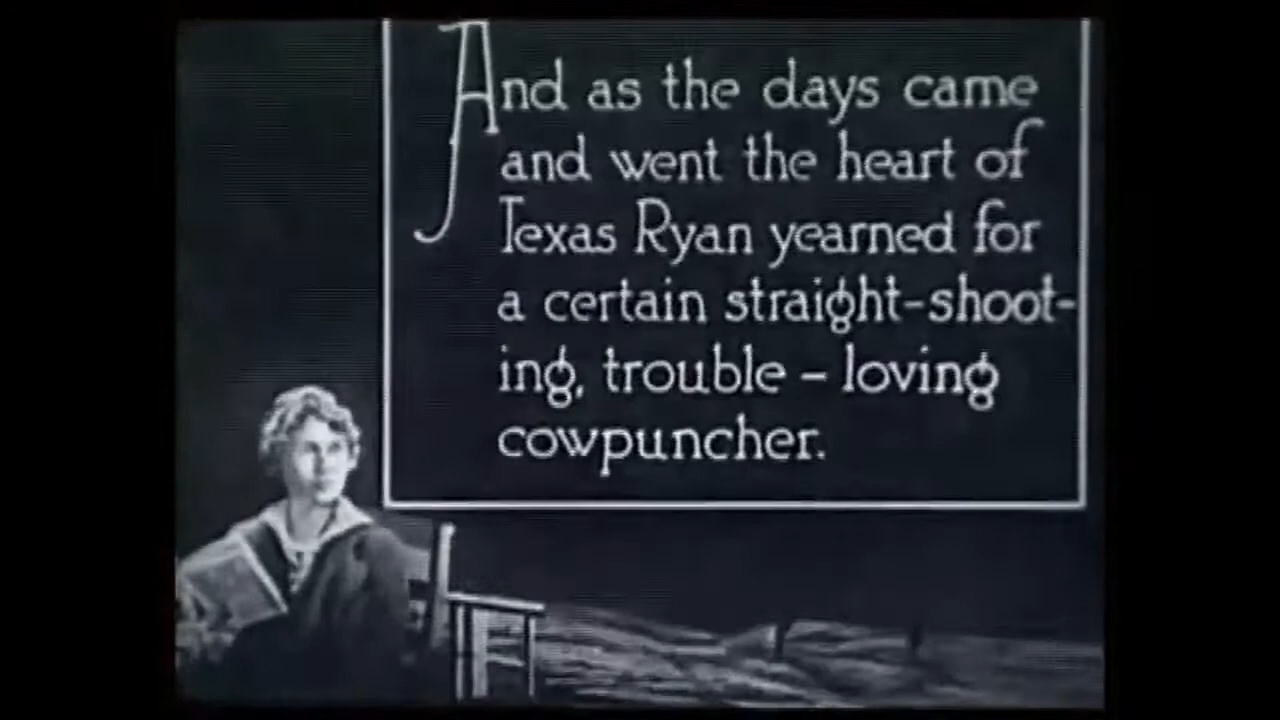 And as the days came
and went the heart of
Texas Ryan yearned for
a certain straight-shoot-
ing, trouble - loving
cowpuncher.